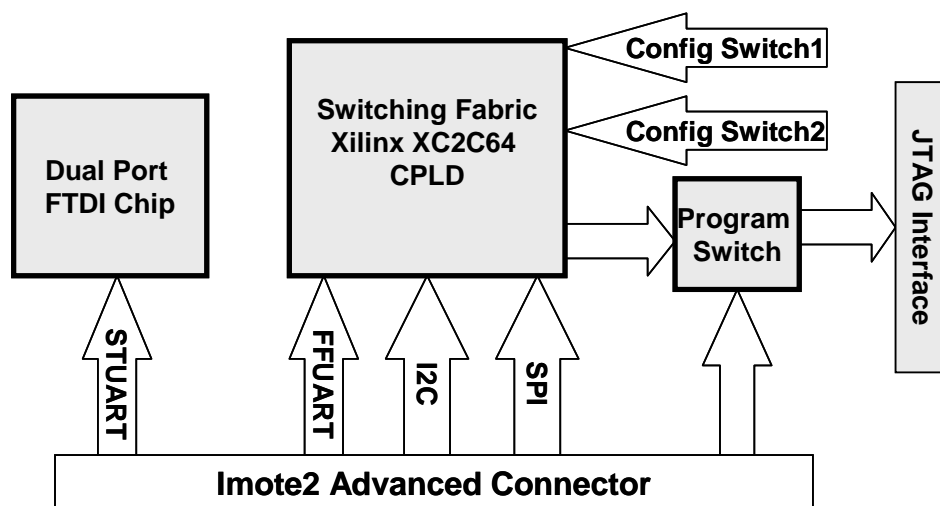 Config Switch1
Switching Fabric
Xilinx XC2C64
CPLD
Config Switch2
Dual Port
FTDI Chip
Program
Switch
JTAG Interface
STUART
FFUART
I2C
SPI
Imote2 Advanced Connector